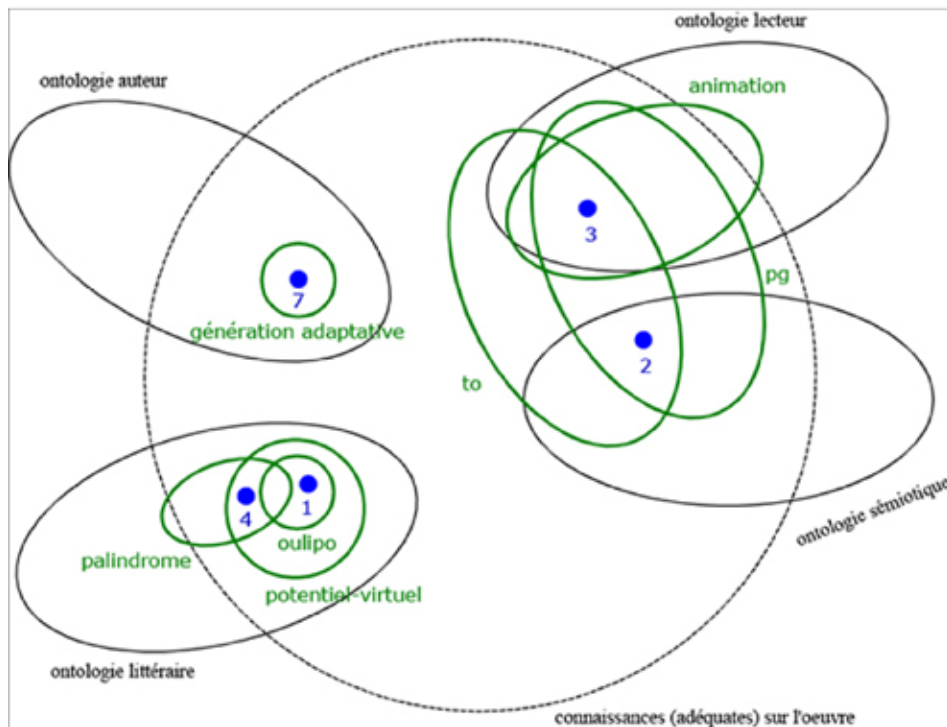 ontologie lecteur
ontologie auteur
animation
3
pg
7
génération adaptative
2
to
4
1
oulipo
palindrome
potentiel-virtuel
ontologie sémiotique
ontologie littéraire
connaissances (adéquates) sur l'oeuvre